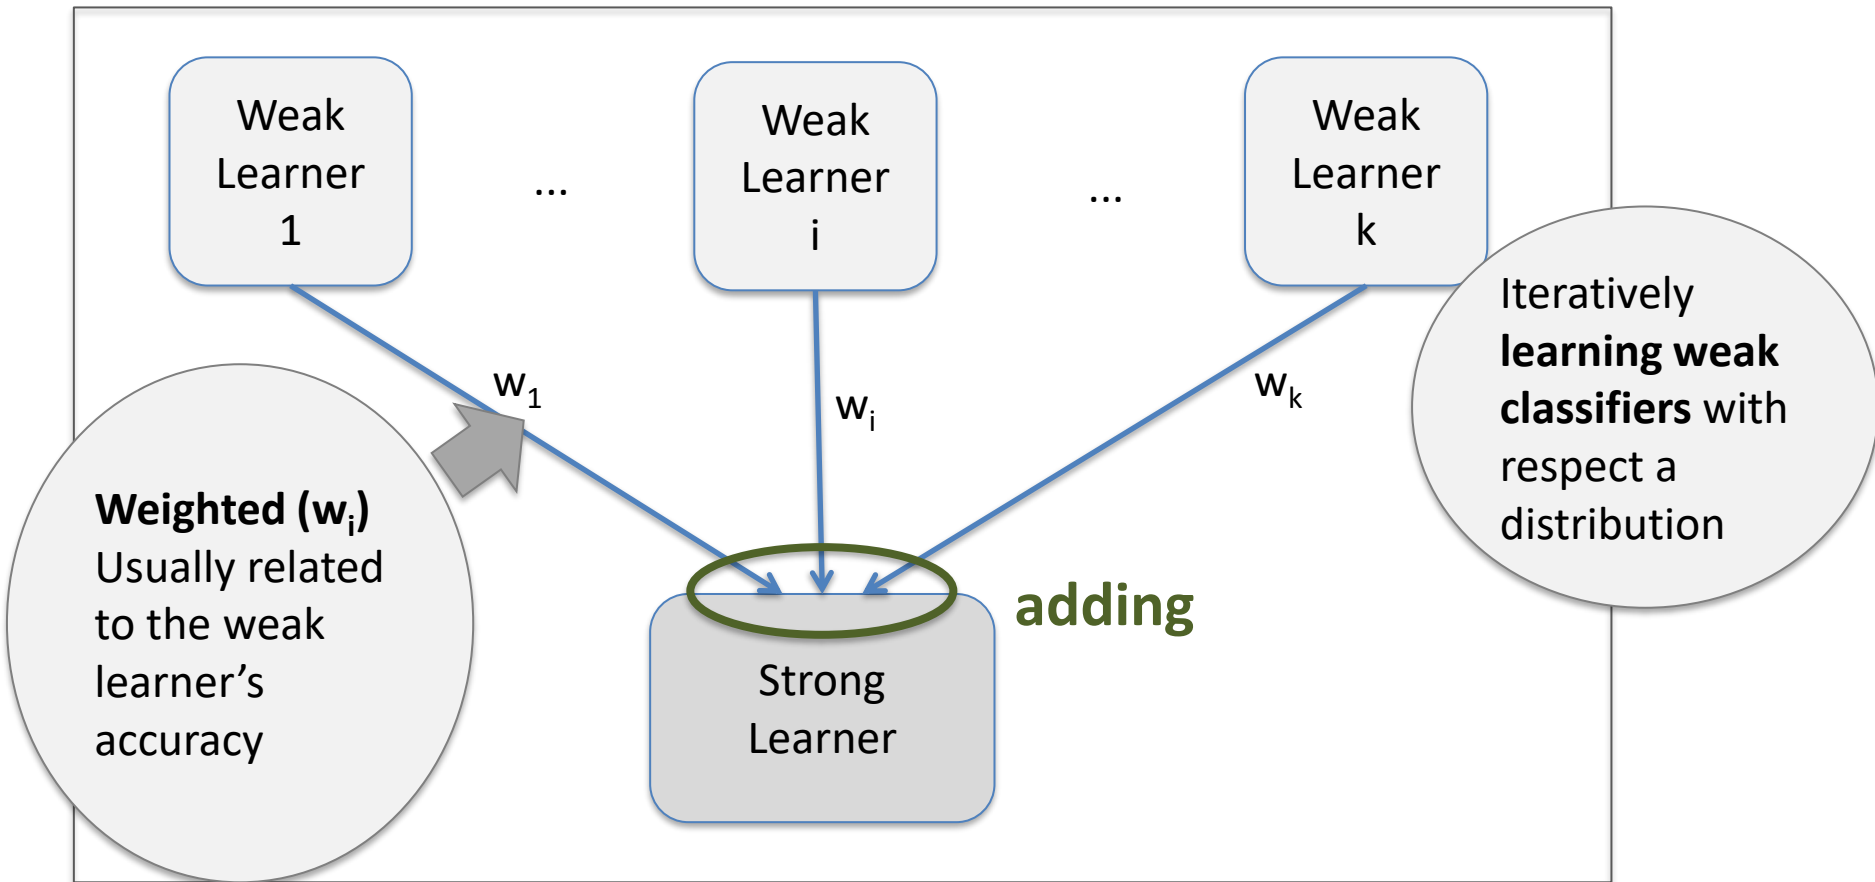 Weak
Learner
1
...
Weak
Learner
i
...
Weak
Learner
k
Iteratively
learning weak
classifiers with
respect a
distribution
w1
wi
wk
Weighted (wi)
Usually related
to the weak
learner’s
accuracy
adding
Strong
Learner